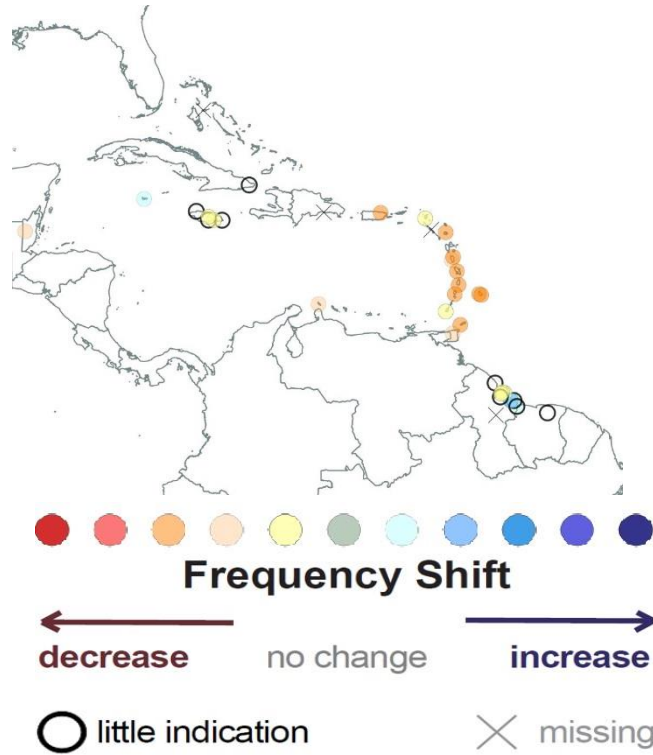 Frequency Shift
decrease no change increase
little indication missing